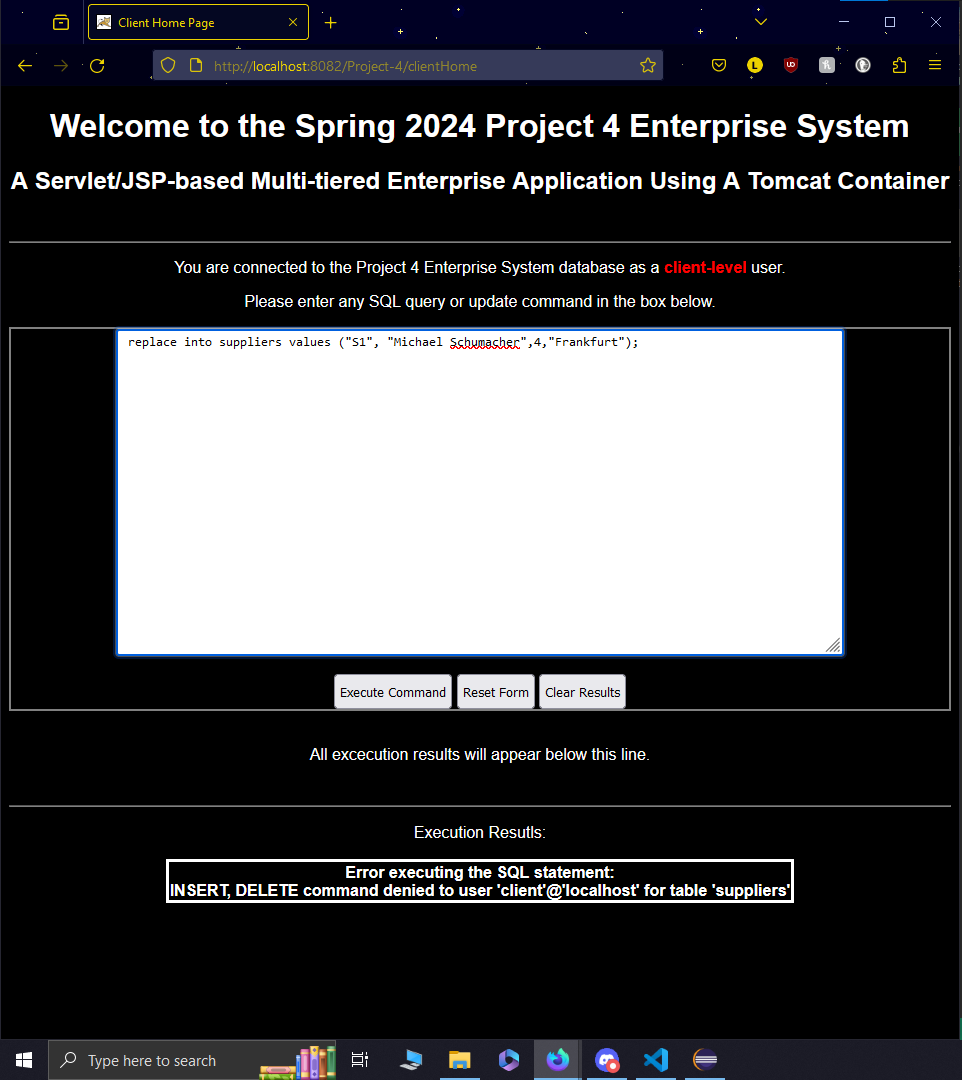 Client Home Page
http://localhost:8082/Project-4/clientHome
Welcome to the Spring 2024 Project 4 Enterprise System
A Servlet/JSP-based Multi-tiered Enterprise Application Using A Tomcat Container
You are connected to the Project 4 Enterprise System database as a client-level user.
Please enter any SQL query or update command in the box below.
replace into suppliers values ("S1", "Michael Schumacher",4,"Frankfurt");
Execute Command Reset Form Clear Results
All excecution results will appear below this line.
Execution Resutls:
Error executing the SQL statement:
INSERT, DELETE command denied to user 'client'@'localhost' for table 'suppliers'
Type here to search